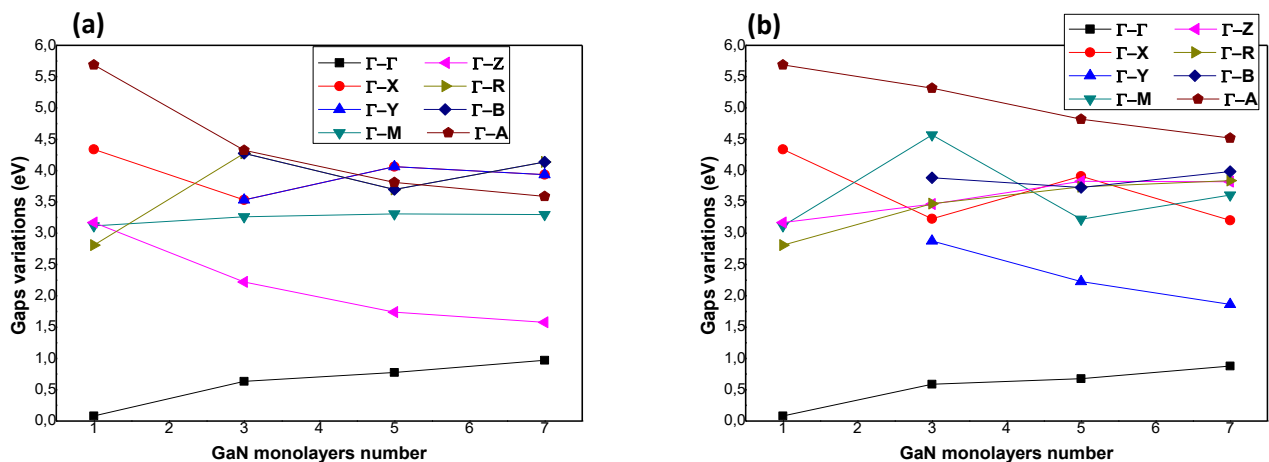 (a)
Γ–Γ Γ–Z
Γ–X Γ–R
Γ–Y Γ–B
Γ–M Γ–A
6,0
5,5
5,0
4,5
4,0
3,5
3,0
2,5
2,0
1,5
1,0
0,5
0,0
Gaps variations (eV)
1 2 3 4 5 6 7
GaN monolayers number
(b)
Γ–Γ Γ–Z
Γ–X Γ–R
Γ–Y Γ–B
Γ–M Γ–A
6,0
5,5
5,0
4,5
4,0
3,5
3,0
2,5
2,0
1,5
1,0
0,5
0,0
Gaps variations (eV)
1 2 3 4 5 6 7
GaN monolayers number